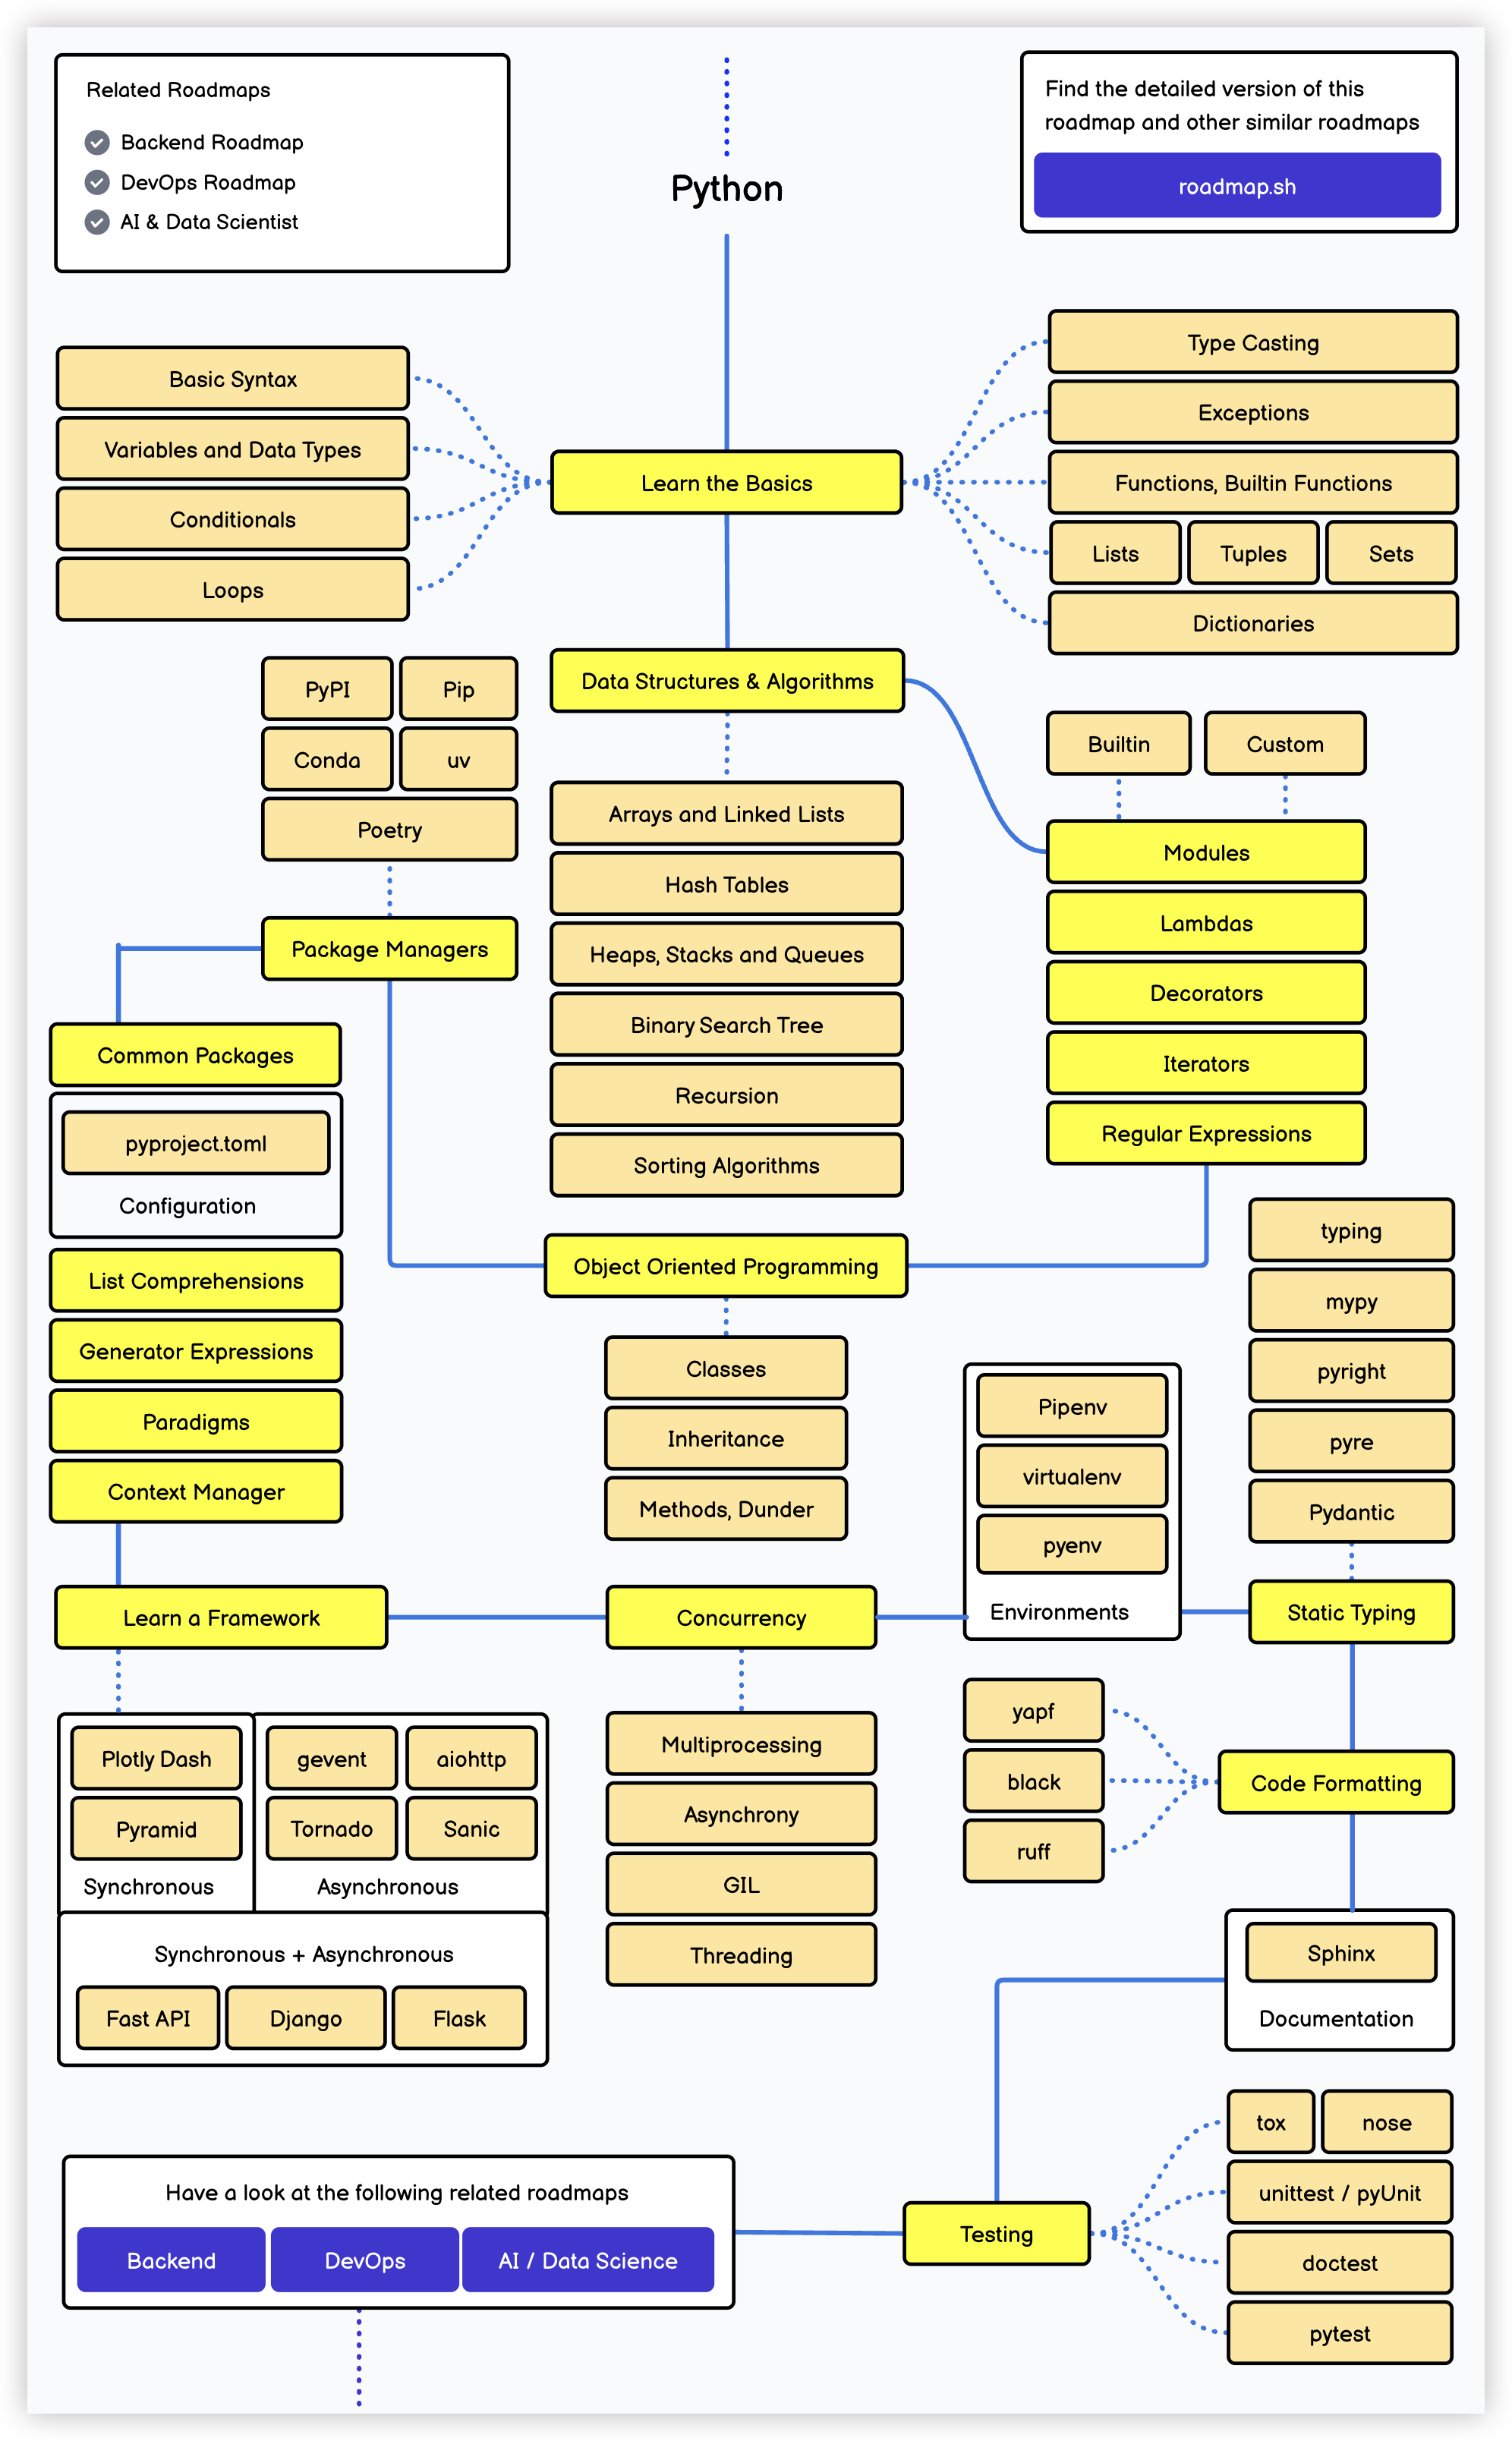 Related Roadmaps
Backend Roadmap
DevOps Roadmap
AI & Data Scientist
Python
Find the detailed version of this
roadmap and other similar roadmaps
roadmap.sh
Learn the Basics
Basic Syntax
Variables and Data Types
Conditionals
Loops
Type Casting
Exceptions
Functions, Builtin Functions
Lists
Tuples
Sets
Dictionaries
Data Structures & Algorithms
Arrays and Linked Lists
Hash Tables
Heaps, Stacks and Queues
Binary Search Tree
Recursion
Sorting Algorithms
Builtin
Custom
Modules
Lambdas
Decorators
Iterators
Regular Expressions
Object Oriented Programming
Classes
Inheritance
Methods, Dunder
PyPI
Pip
Conda
uv
Poetry
Package Managers
Common Packages
pyproject.toml
Configuration
List Comprehensions
Generator Expressions
Paradigms
Context Manager
Learn a Framework
Plotly Dash
Pyramid
Synchronous
gevent
aiohttp
Tornado
Sanic
Asynchronous
Synchronous + Asynchronous
Fast API
Django
Flask
Concurrency
Multiprocessing
Asynchrony
GIL
Threading
Pipenv
virtualenv
pyenv
Environments
typing
mypy
pyright
pyre
Pydantic
Static Typing
yapf
black
ruff
Code Formatting
Sphinx
Documentation
tox
nose
unittest / pyUnit
doctest
pytest
Testing
Have a look at the following related roadmaps
Backend
DevOps
AI / Data Science